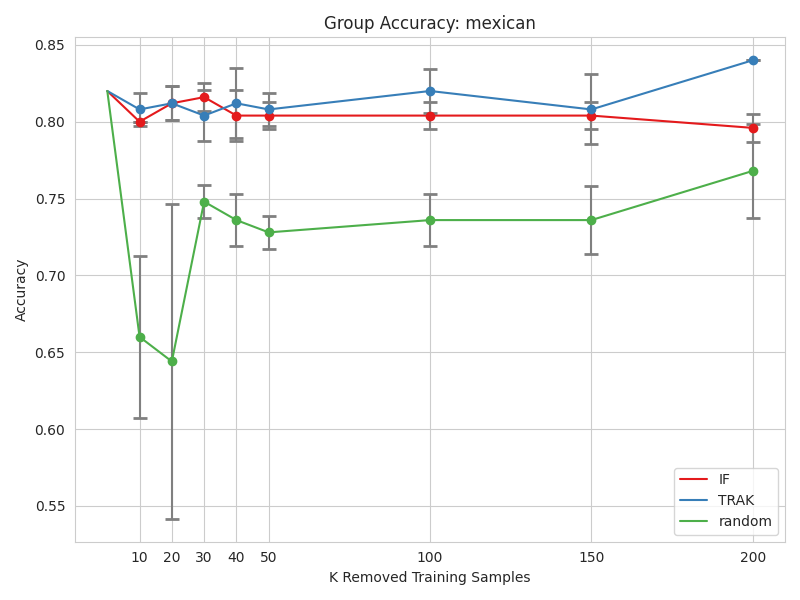 Group Accuracy: mexican
0.85
0.80
0.75
0.70
0.65
0.60
0.55
Accuracy
10 20 30 40 50 100 150 200
K Removed Training Samples
IF
TRAK
random